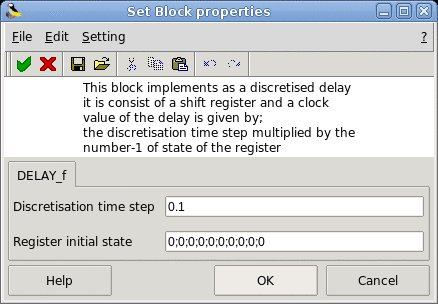 Set Block properties
File Edit Setting ?
This block implements as a discretised delay
it is consist of a shift register and a clock
value of the delay is given by;
the discretisation time step multiplied by the
number-1 of state of the register
DELAY_f
Discretisation time step 0.1
Register initial state 0;0;0;0;0;0;0;0;0;0
Help OK Cancel